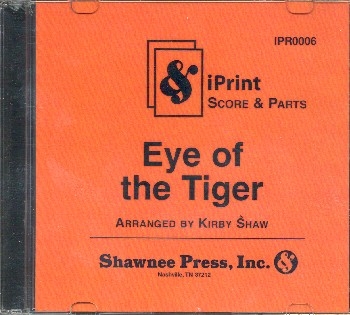 IPR0006
&
iPrint
SCORE & PARTS
Eye of
the Tiger
ARRANGED BY KIRBY SHAW
Shawnee Press, Inc.
Nashville, TN 37212